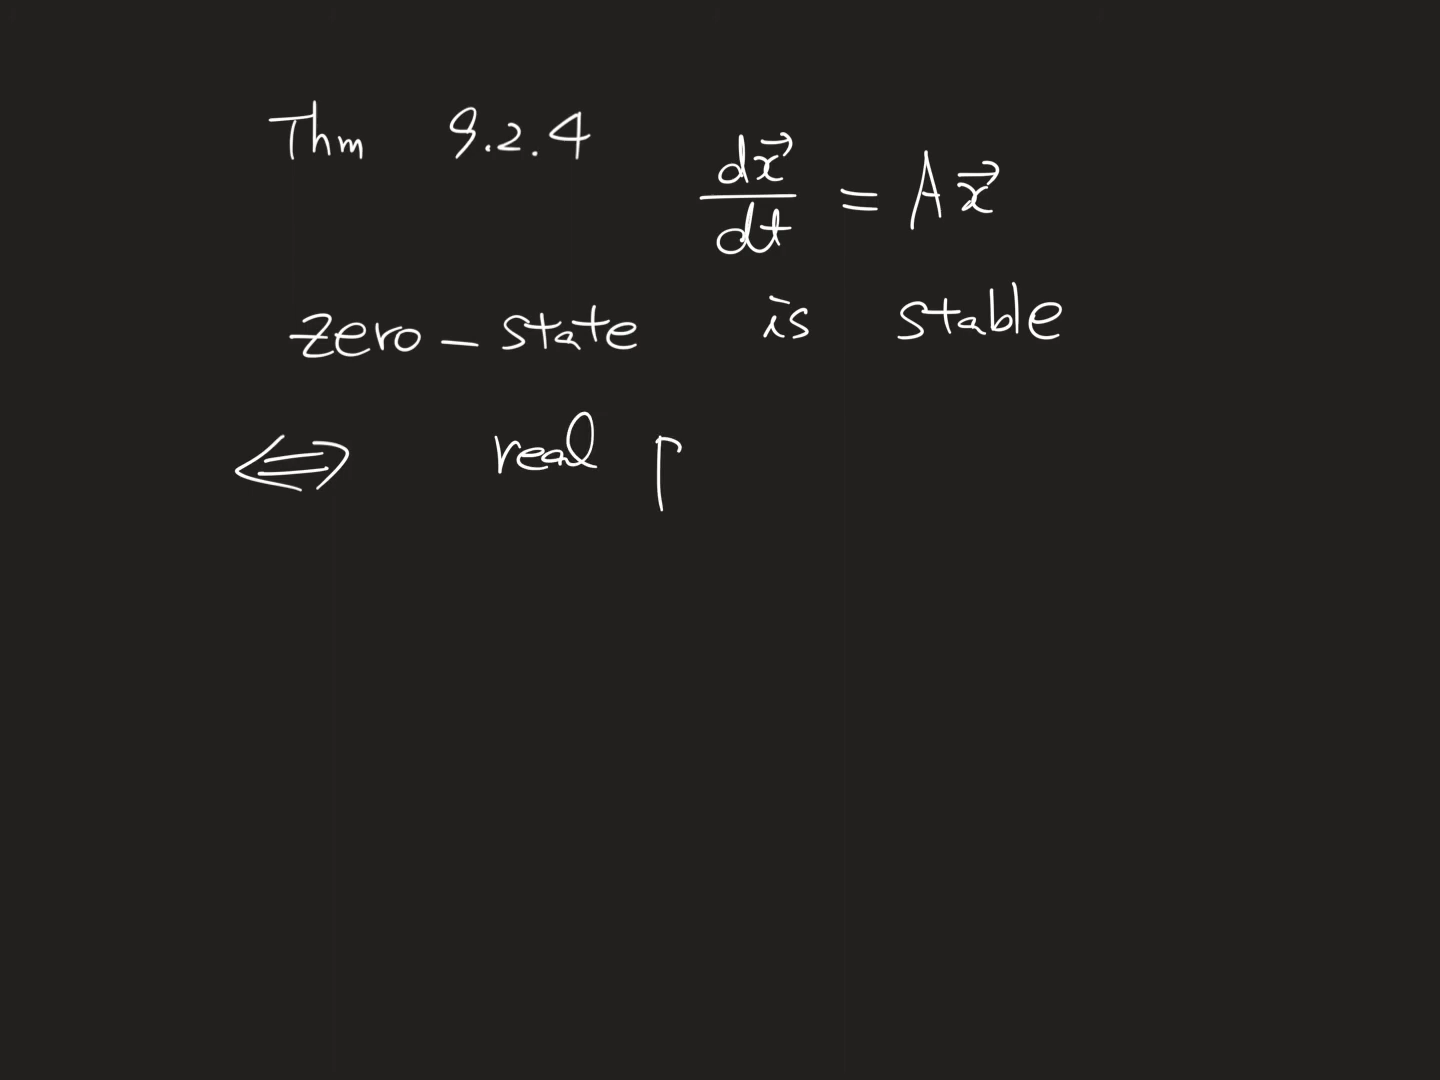 Thm 9.2.4
dx⃗/dt = Ax⃗
zero-state is stable
⟺ real